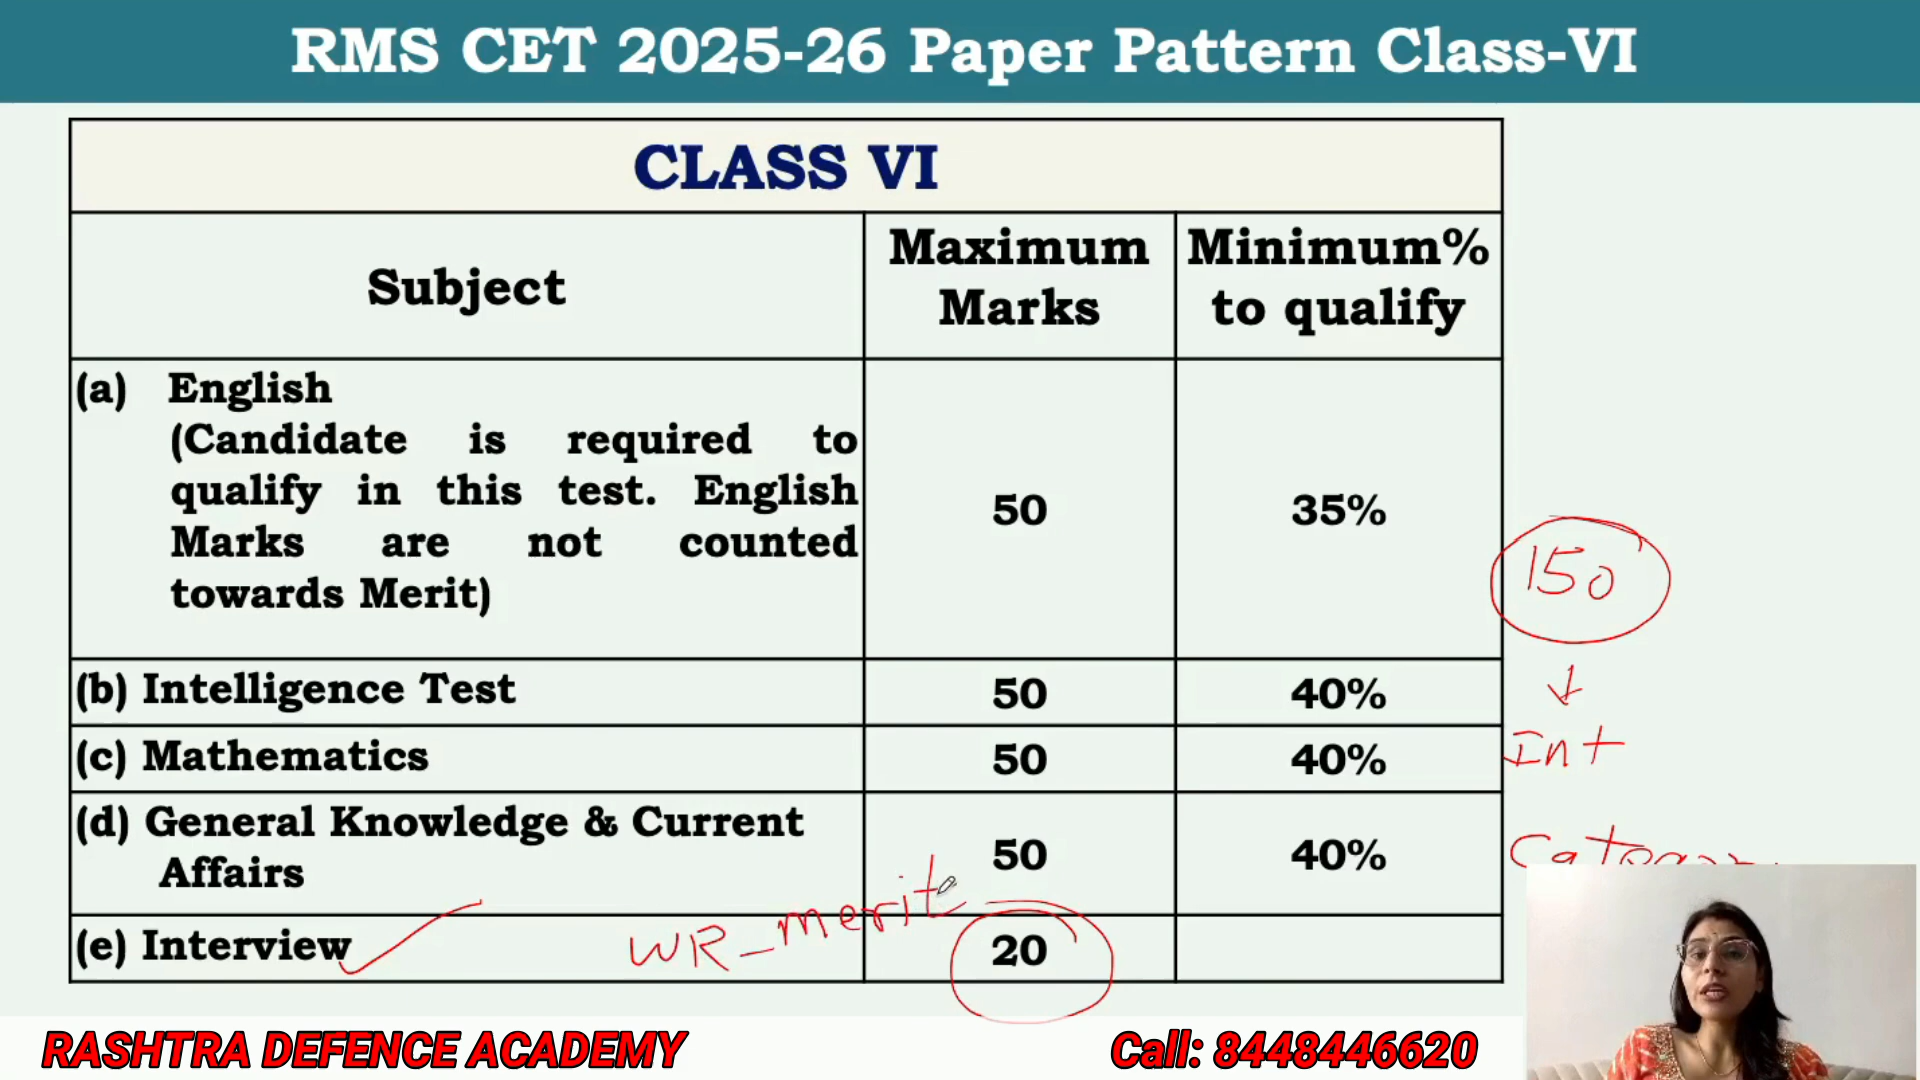 RMS CET 2025-26 Paper Pattern Class-VI
CLASS VI
Subject
Maximum Marks
Minimum% to qualify
(a) English
(Candidate is required to
qualify in this test. English
Marks are not counted
towards Merit)
50
35%
150
(b) Intelligence Test 50 40%
Int
(c) Mathematics 50 40%
(d) General Knowledge & Current
Affairs
50
40%
WR_merit
(e) Interview 20
RASHTRA DEFENCE ACADEMY
Call: 8448446620